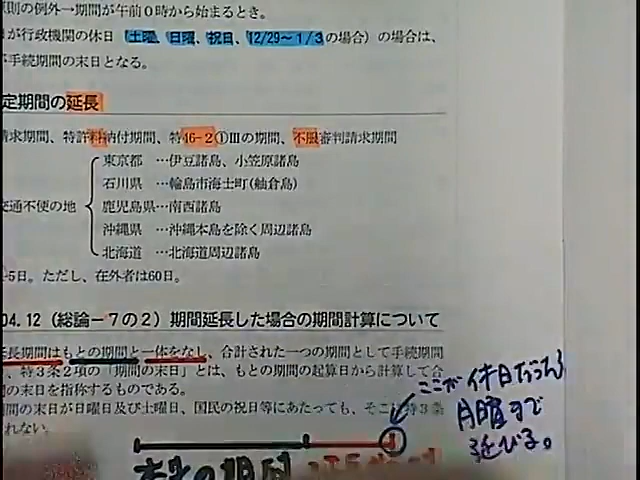 原則の例外→期間が午前0時から始まるとき。
が行政機関の休日（土曜、日曜、祝日、12/29～1/3の場合）の場合は、
手続期間の末日となる。
定期間の延長
請求期間、特許料納付期間、特46-2①Ⅲの期間、不服審判請求期間
東京都 …伊豆諸島、小笠原諸島
石川県 …輪島市海士町(舳倉島)
交通不便の地 鹿児島県…南西諸島
沖縄県 …沖縄本島を除く周辺諸島
北海道 …北海道周辺諸島
15日。ただし、在外者は60日。
04.12（総論－7の2）期間延長した場合の期間計算について
延長期間はもとの期間と一体をなし、合計された一つの期間として手続期間
、特3条2項の「期間の末日」とは、もとの期間の起算日から計算して合
の末日を指称するものである。
間の末日が日曜日及び土曜日、国民の祝日等にあたっても、そこに特3条
れない。
ここが休日だったら
月曜まで
延びる。
本来の期間